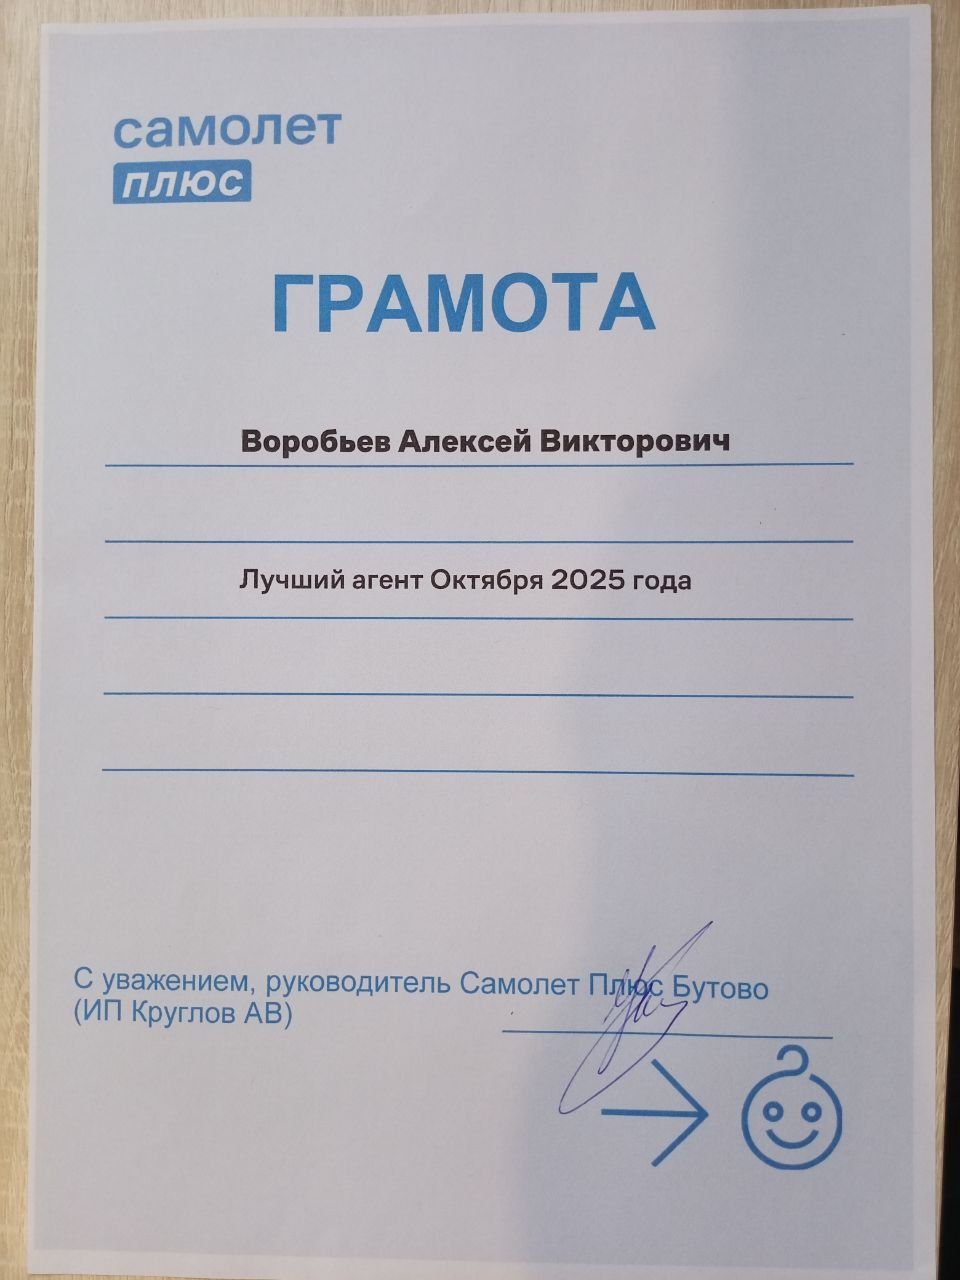 самолет
плюс
ГРАМОТА
Воробьев Алексей Викторович
Лучший агент Октября 2025 года
С уважением, руководитель Самолет Плюс Бутово
(ИП Круглов АВ)